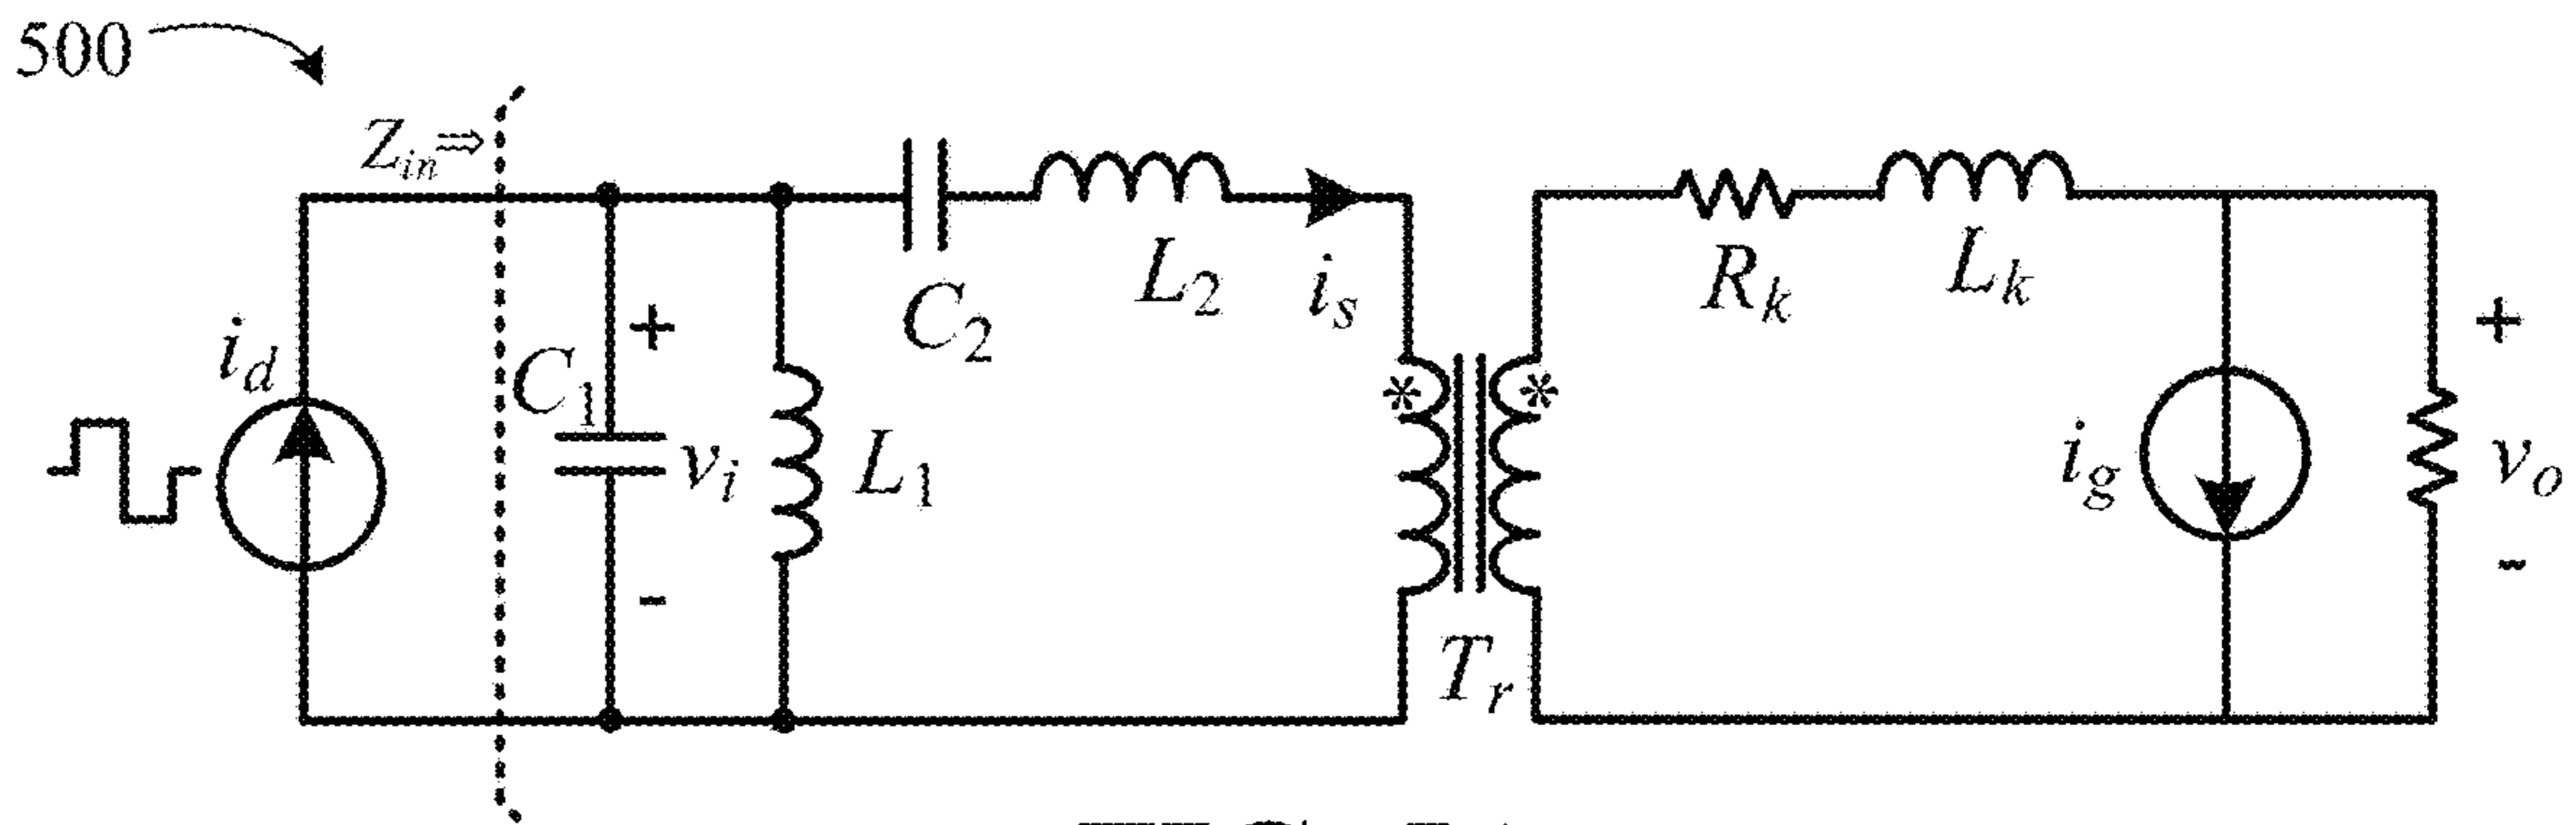 500
Z_in⇒
i_d
C_1
+
v_i
-
L_1
C_2
L_2
i_s
*
*
T_r
R_k
L_k
i_g
+
v_o
-